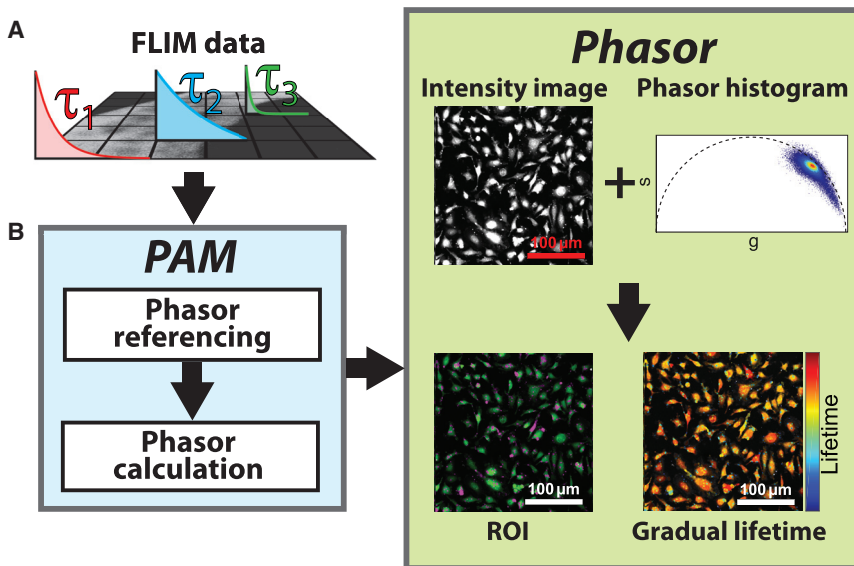 A
FLIM data
τ1
τ2
τ3
B
PAM
Phasor
referencing
Phasor
calculation
Phasor
Intensity image
Phasor histogram
100 µm
+
s
g
100 µm
100 µm
Lifetime
ROI
Gradual lifetime